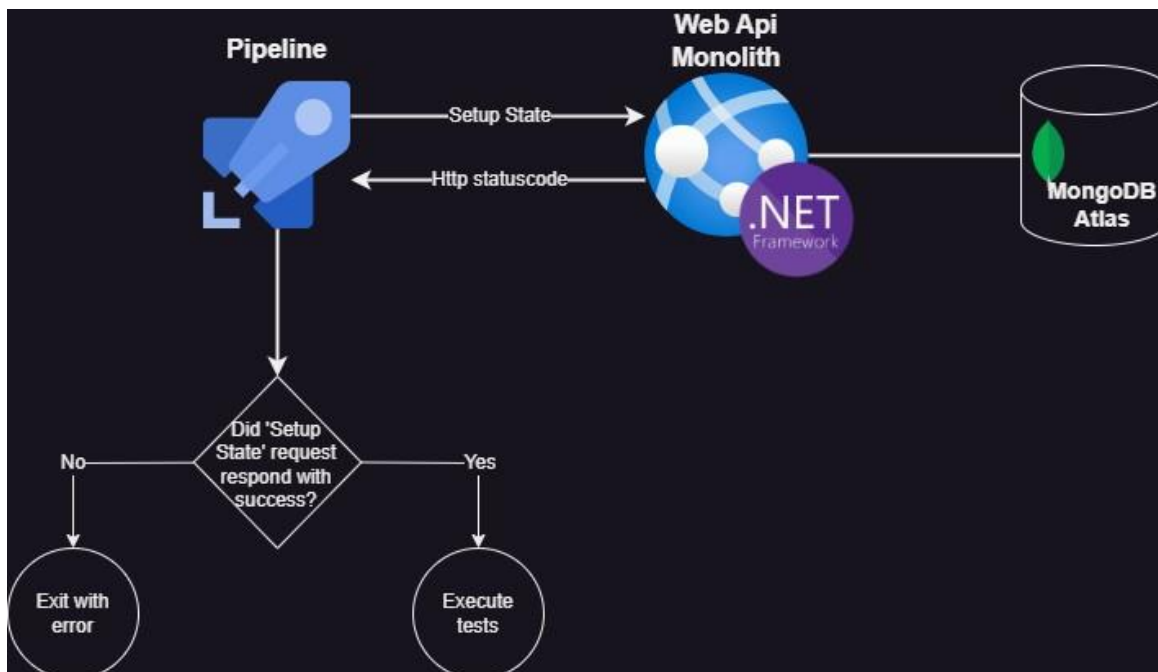 Pipeline
Web Api
Monolith
Setup State
Http statuscode
.NET
Framework
MongoDB
Atlas
Did 'Setup
State' request
respond with
success?
No
Yes
Exit with
error
Execute
tests